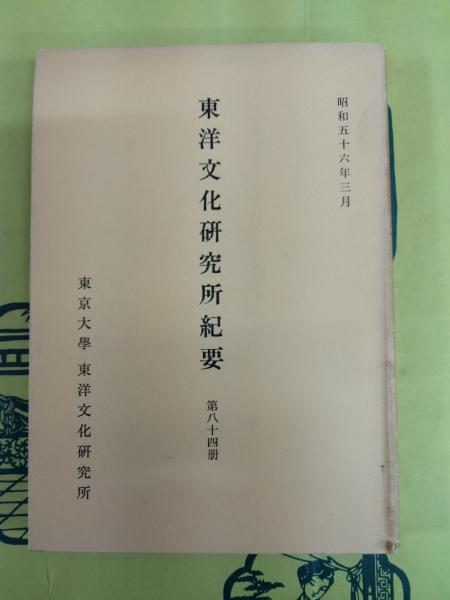 昭和五十六年三月
東洋文化研究所紀要 第八十四册
東京大學 東洋文化研究所